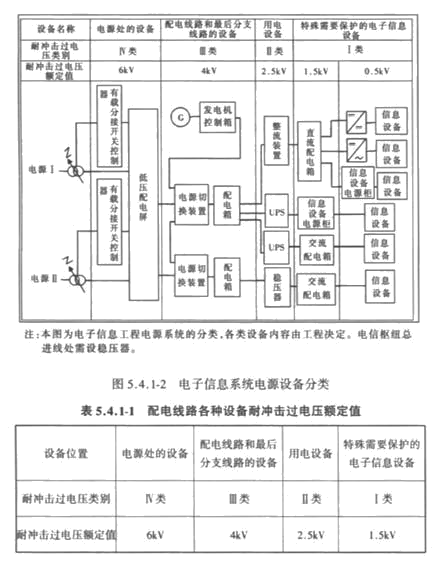 设备名称 电源处的设备 配电线路和最后分支线路的设备 用电设备 特殊需要保护的电子信息设备
耐冲击过电压类别 Ⅳ类 Ⅲ类 Ⅱ类 Ⅰ类
耐冲击过电压额定值 6kV 4kV 2.5kV 1.5kV 0.5kV
有载分接开关控制器
电源Ⅰ
有载分接开关控制器
电源Ⅱ
低压配电屏
G
发电机控制箱
电源切换装置
配电箱
电源切换装置
配电箱
整流装置
UPS
UPS
稳压器
直流配电箱
信息设备
信息设备
信息设备电源柜
信息设备
信息设备电源柜
信息设备
交流配电箱
信息设备
交流配电箱
信息设备
注:本图为电子信息工程电源系统的分类,各类设备内容由工程决定。电信枢纽总
进线处需设稳压器。
图 5.4.1-2 电子信息系统电源设备分类
表 5.4.1-1 配电线路各种设备耐冲击过电压额定值
设备位置 电源处的设备 配电线路和最后分支线路的设备 用电设备 特殊需要保护的电子信息设备
耐冲击过电压类别 Ⅳ类 Ⅲ类 Ⅱ类 Ⅰ类
耐冲击过电压额定值 6kV 4kV 2.5kV 1.5kV